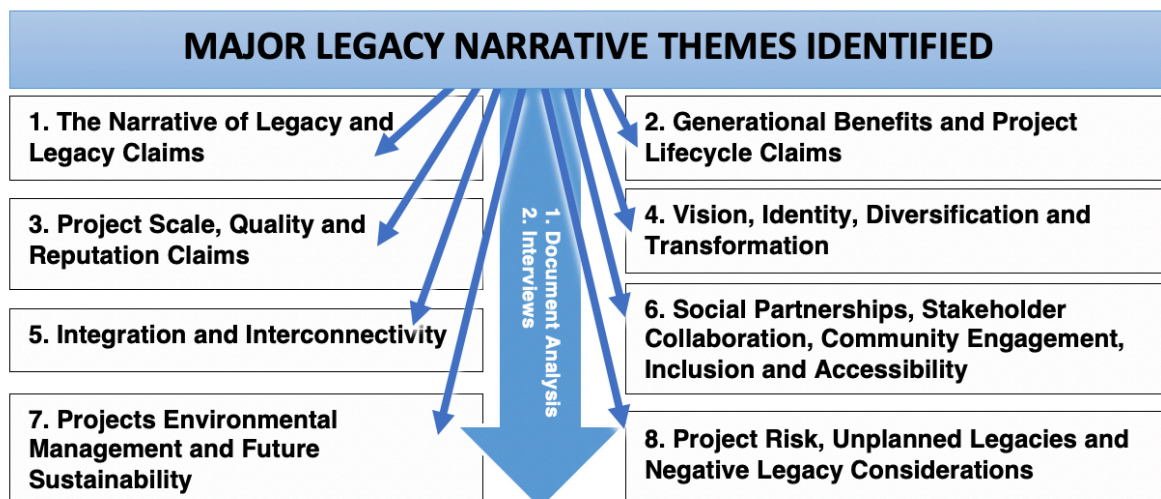 MAJOR LEGACY NARRATIVE THEMES IDENTIFIED
1. The Narrative of Legacy and
Legacy Claims
2. Generational Benefits and Project
Lifecycle Claims
3. Project Scale, Quality and
Reputation Claims
4. Vision, Identity, Diversification and
Transformation
1. Document Analysis
2. Interviews
5. Integration and Interconnectivity
6. Social Partnerships, Stakeholder
Collaboration, Community Engagement,
Inclusion and Accessibility
7. Projects Environmental
Management and Future
Sustainability
8. Project Risk, Unplanned Legacies and
Negative Legacy Considerations